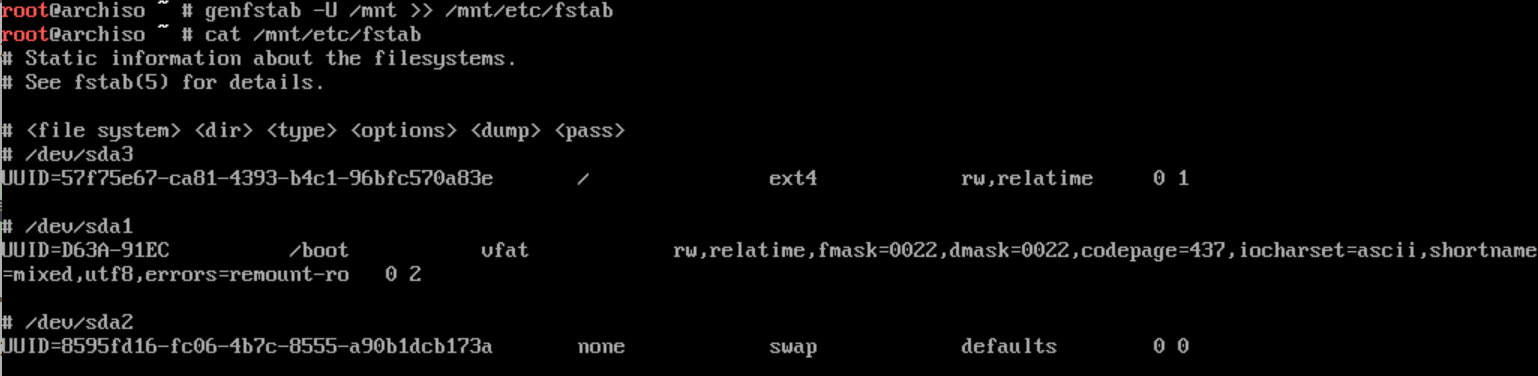 root@archiso ~ # genfstab -U /mnt >> /mnt/etc/fstab
root@archiso ~ # cat /mnt/etc/fstab
# Static information about the filesystems.
# See fstab(5) for details.

# <file system> <dir> <type> <options> <dump> <pass>
# /dev/sda3
UUID=57f75e67-ca81-4393-b4c1-96bfc570a83e       /               ext4            rw,relatime     0 1

# /dev/sda1
UUID=D63A-91EC          /boot           vfat            rw,relatime,fmask=0022,dmask=0022,codepage=437,iocharset=ascii,shortname
=mixed,utf8,errors=remount-ro   0 2

# /dev/sda2
UUID=8595fd16-fc06-4b7c-8555-a90b1dcb173a       none            swap            defaults        0 0